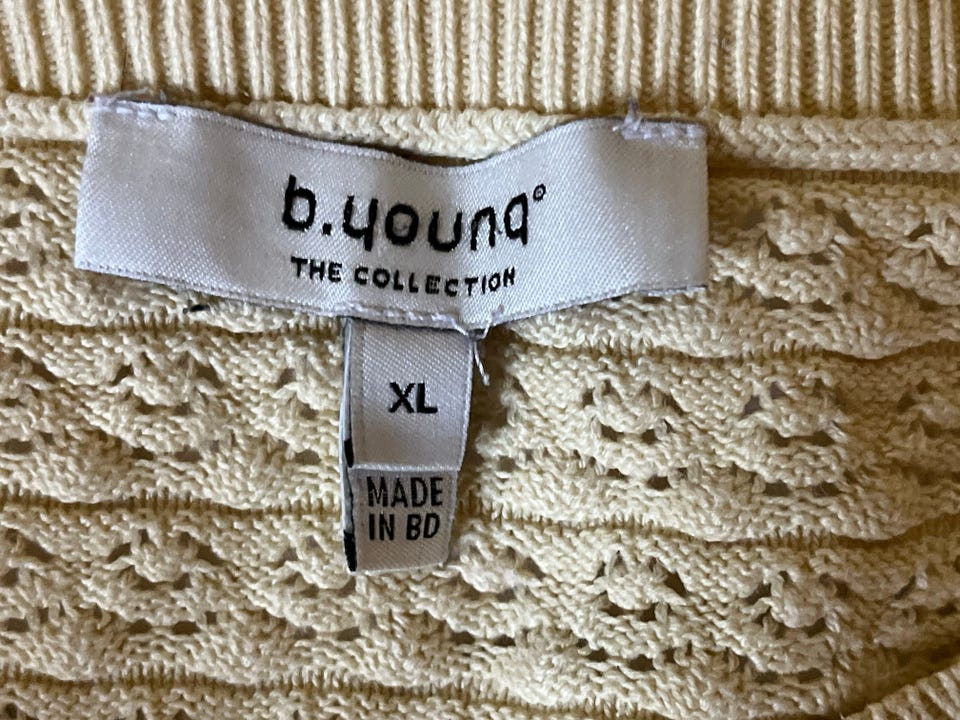 b.young°
THE COLLECTION
XL
MADE
IN BD